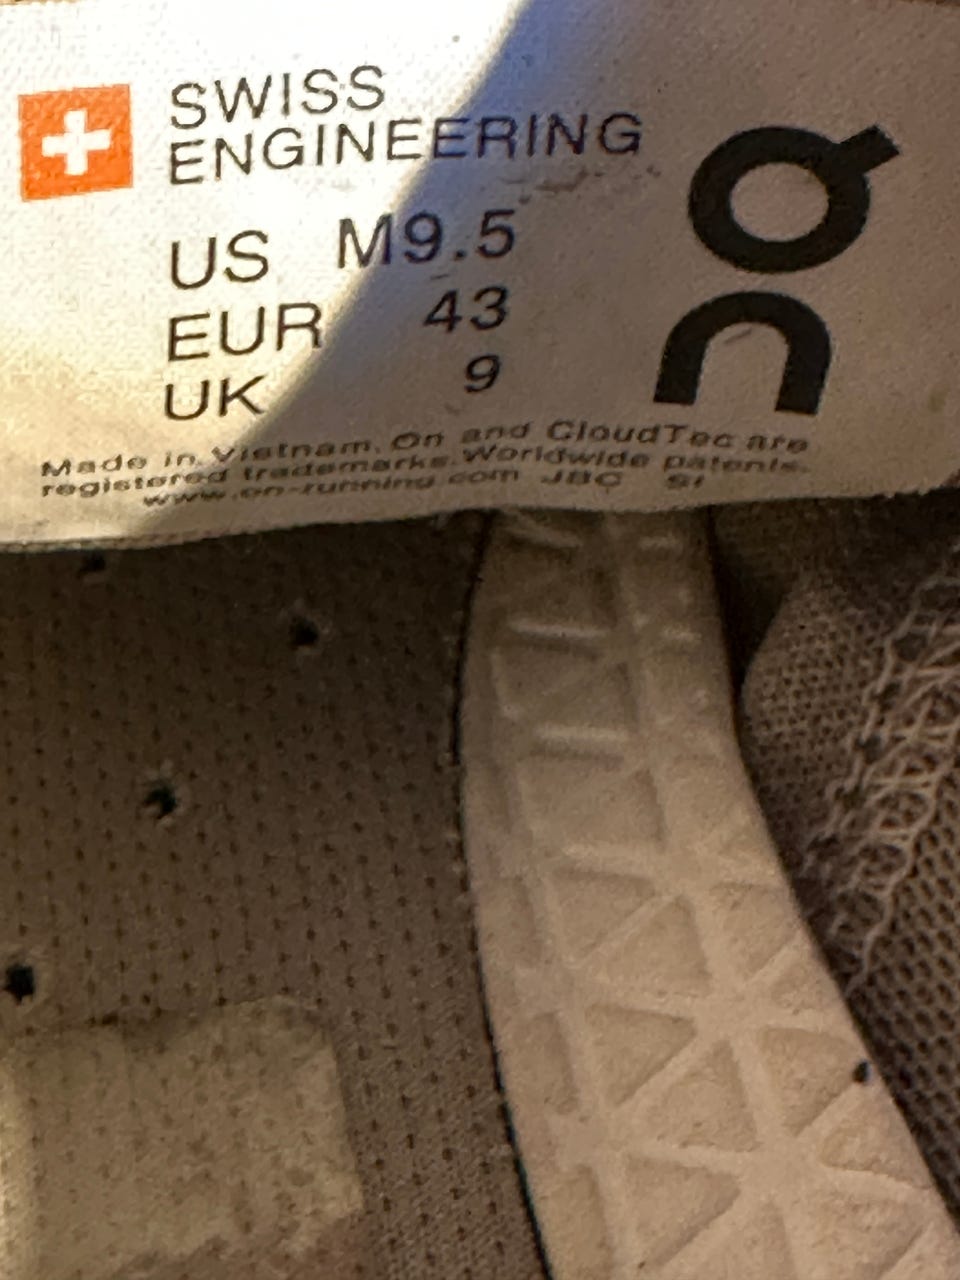 SWISS
ENGINEERING
US M9.5
EUR 43
UK 9
on
Made in Vietnam. On and CloudTec are
registered trademarks. Worldwide patents.
www.on-running.com JBC SI